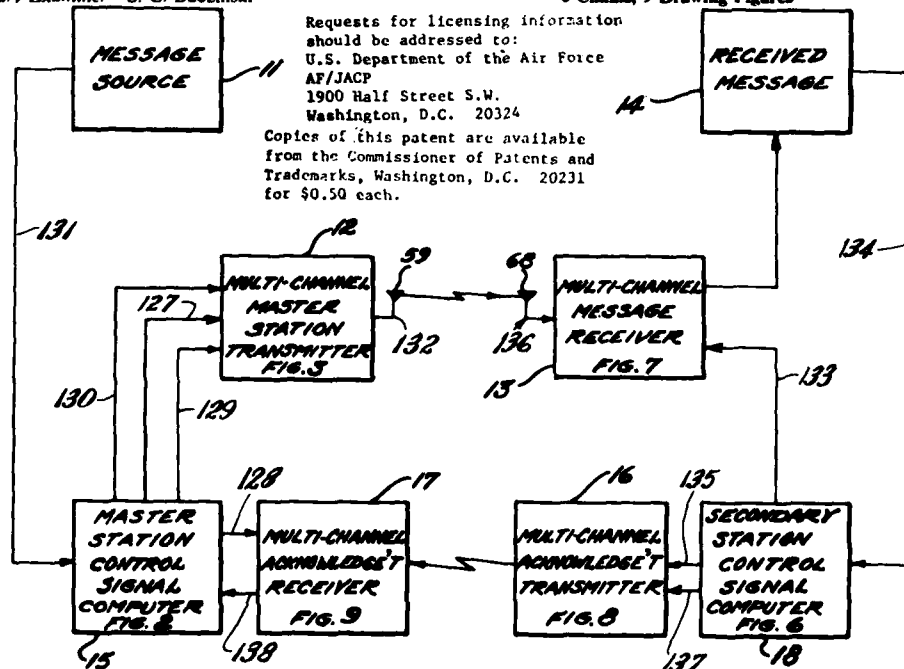 Requests for licensing information
should be addressed to:
U.S. Department of the Air Force
AF/JACP
1900 Half Street S.W.
Washington, D.C. 20324
Copies of this patent are available
from the Commissioner of Patents and
Trademarks, Washington, D.C. 20231
for $0.50 each.
MESSAGE
SOURCE
11
RECEIVED
MESSAGE
14
131
134
12
MULTI-CHANNEL
MASTER
STATION
TRANSMITTER
FIG. 3
59
132
68
136
MULTI-CHANNEL
MESSAGE
RECEIVER
FIG. 7
13
127
130
129
133
MASTER
STATION
CONTROL
SIGNAL
COMPUTER
FIG. 2
15
128
138
17
MULTI-CHANNEL
ACKNOWLEDGE'T
RECEIVER
FIG. 9
16
MULTI-CHANNEL
ACKNOWLEDGE'T
TRANSMITTER
FIG. 8
135
137
SECONDARY
STATION
CONTROL
SIGNAL
COMPUTER
FIG. 6
18